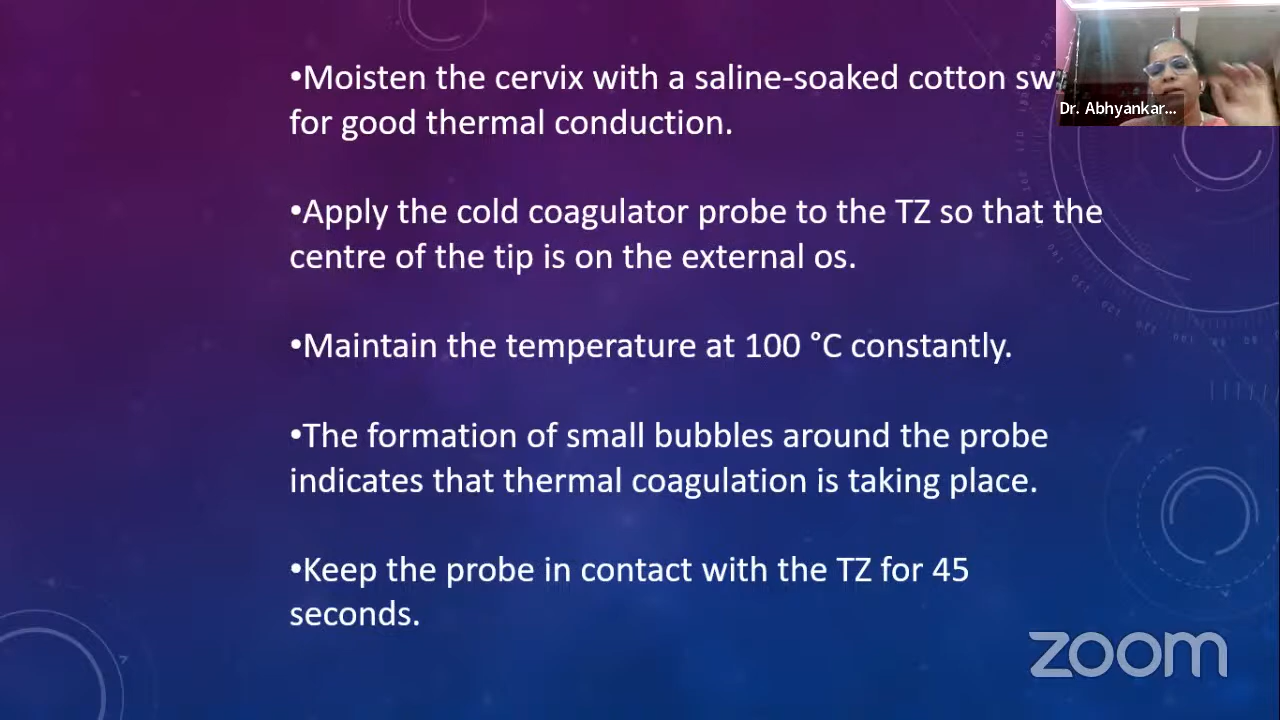 •Moisten the cervix with a saline-soaked cotton
for good thermal conduction.
•Apply the cold coagulator probe to the TZ so that the
centre of the tip is on the external os.
•Maintain the temperature at 100 °C constantly.
•The formation of small bubbles around the probe
indicates that thermal coagulation is taking place.
•Keep the probe in contact with the TZ for 45
seconds.
Dr. Abhyankar...
zoom